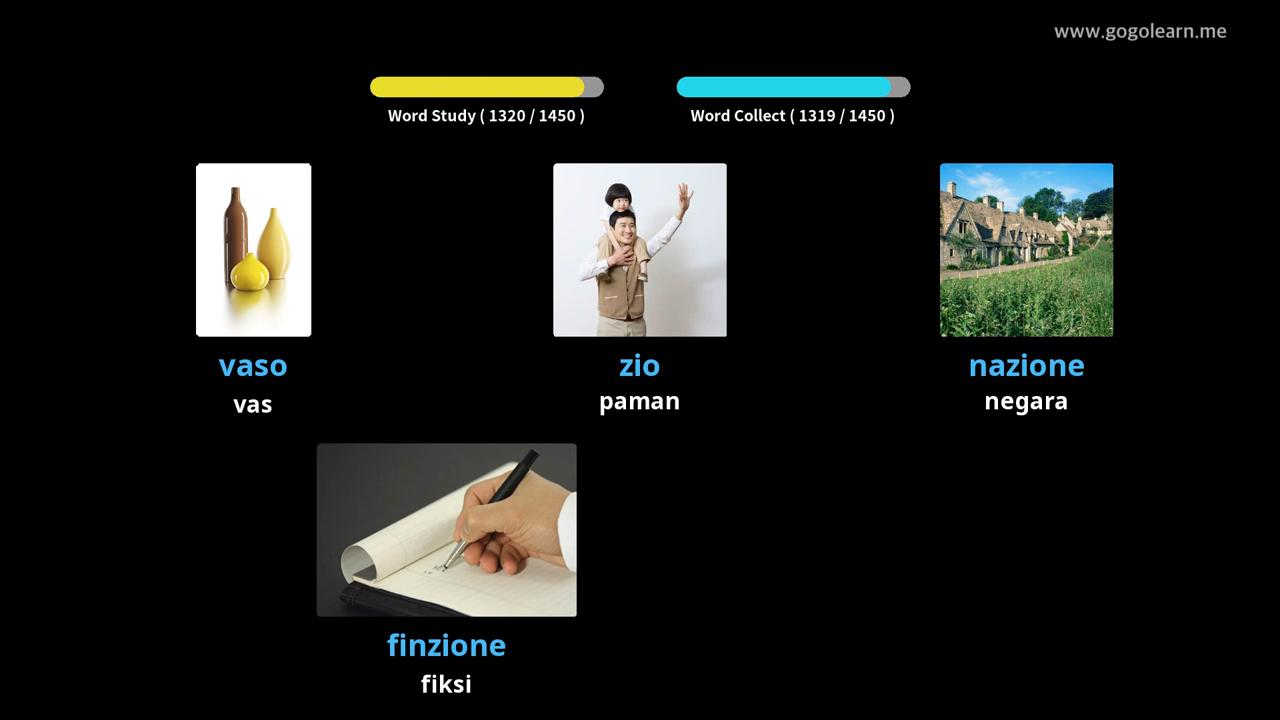 www.gogolearn.me
Word Study ( 1320 / 1450 )
Word Collect ( 1319 / 1450 )
vaso
vas
zio
paman
nazione
negara
finzione
fiksi